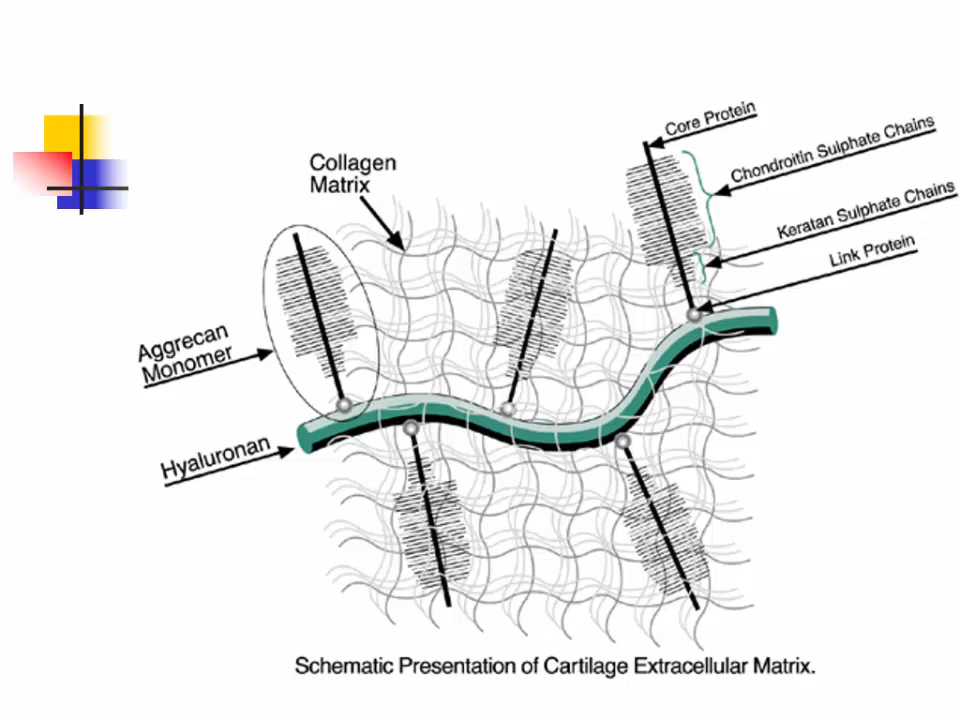 Core Protein
Chondroitin Sulphate Chains
Collagen
Matrix
Keratan Sulphate Chains
Link Protein
Aggrecan
Monomer
Hyaluronan
Schematic Presentation of Cartilage Extracellular Matrix.